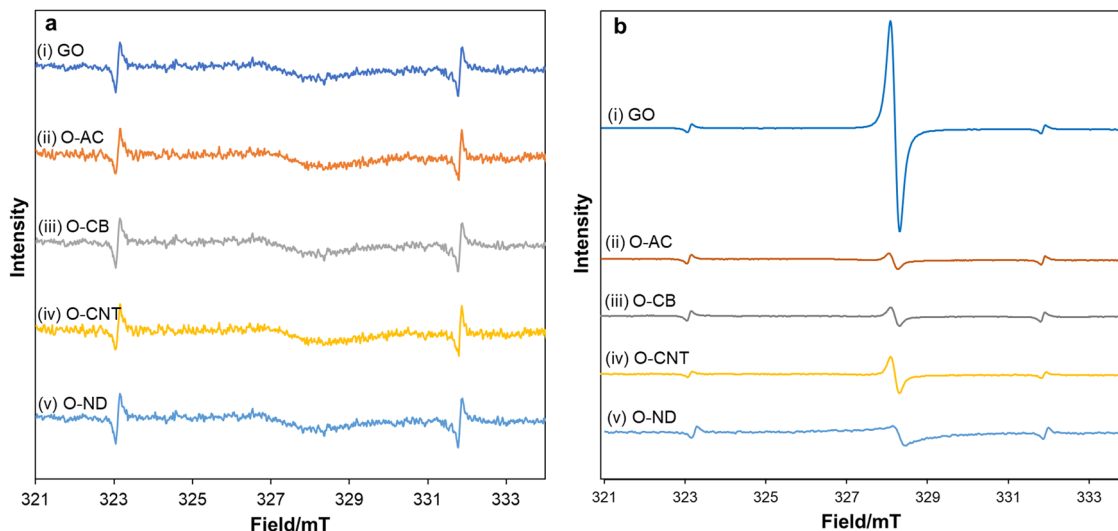 a
(i) GO
(ii) O-AC
(iii) O-CB
(iv) O-CNT
(v) O-ND
Intensity
321 323 325 327 329 331 333
Field/mT
b
(i) GO
(ii) O-AC
(iii) O-CB
(iv) O-CNT
(v) O-ND
Intensity
321 323 325 327 329 331 333
Field/mT